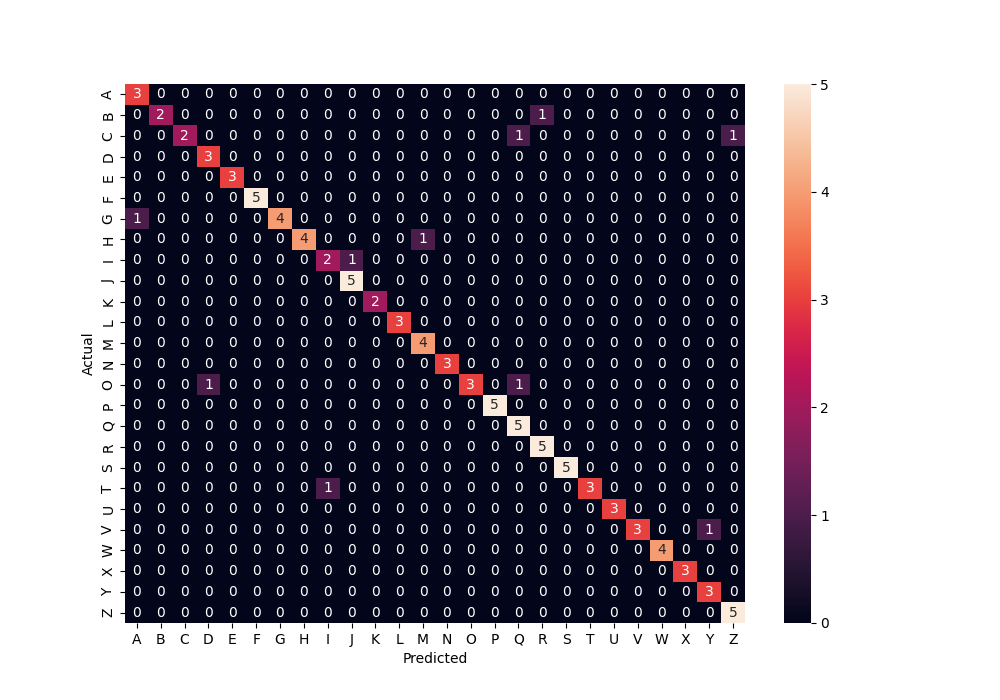 A 3 0 0 0 0 0 0 0 0 0 0 0 0 0 0 0 0 0 0 0 0 0 0 0 0 0
B 0 2 0 0 0 0 0 0 0 0 0 0 0 0 0 0 0 1 0 0 0 0 0 0 0 0
C 0 0 2 0 0 0 0 0 0 0 0 0 0 0 0 0 1 0 0 0 0 0 0 0 0 1
D 0 0 0 3 0 0 0 0 0 0 0 0 0 0 0 0 0 0 0 0 0 0 0 0 0 0
E 0 0 0 0 3 0 0 0 0 0 0 0 0 0 0 0 0 0 0 0 0 0 0 0 0 0
F 0 0 0 0 0 5 0 0 0 0 0 0 0 0 0 0 0 0 0 0 0 0 0 0 0 0
G 1 0 0 0 0 0 4 0 0 0 0 0 0 0 0 0 0 0 0 0 0 0 0 0 0 0
H 0 0 0 0 0 0 0 4 0 0 0 0 1 0 0 0 0 0 0 0 0 0 0 0 0 0
I 0 0 0 0 0 0 0 0 2 1 0 0 0 0 0 0 0 0 0 0 0 0 0 0 0 0
J 0 0 0 0 0 0 0 0 0 5 0 0 0 0 0 0 0 0 0 0 0 0 0 0 0 0
K 0 0 0 0 0 0 0 0 0 0 2 0 0 0 0 0 0 0 0 0 0 0 0 0 0 0
L 0 0 0 0 0 0 0 0 0 0 0 3 0 0 0 0 0 0 0 0 0 0 0 0 0 0
M 0 0 0 0 0 0 0 0 0 0 0 0 4 0 0 0 0 0 0 0 0 0 0 0 0 0
N 0 0 0 0 0 0 0 0 0 0 0 0 0 3 0 0 0 0 0 0 0 0 0 0 0 0
O 0 0 0 1 0 0 0 0 0 0 0 0 0 0 3 0 1 0 0 0 0 0 0 0 0 0
P 0 0 0 0 0 0 0 0 0 0 0 0 0 0 0 5 0 0 0 0 0 0 0 0 0 0
Q 0 0 0 0 0 0 0 0 0 0 0 0 0 0 0 0 5 0 0 0 0 0 0 0 0 0
R 0 0 0 0 0 0 0 0 0 0 0 0 0 0 0 0 0 5 0 0 0 0 0 0 0 0
S 0 0 0 0 0 0 0 0 0 0 0 0 0 0 0 0 0 0 5 0 0 0 0 0 0 0
T 0 0 0 0 0 0 0 0 1 0 0 0 0 0 0 0 0 0 0 3 0 0 0 0 0 0
U 0 0 0 0 0 0 0 0 0 0 0 0 0 0 0 0 0 0 0 0 3 0 0 0 0 0
V 0 0 0 0 0 0 0 0 0 0 0 0 0 0 0 0 0 0 0 0 0 3 0 0 1 0
W 0 0 0 0 0 0 0 0 0 0 0 0 0 0 0 0 0 0 0 0 0 0 4 0 0 0
X 0 0 0 0 0 0 0 0 0 0 0 0 0 0 0 0 0 0 0 0 0 0 0 3 0 0
Y 0 0 0 0 0 0 0 0 0 0 0 0 0 0 0 0 0 0 0 0 0 0 0 0 3 0
Z 0 0 0 0 0 0 0 0 0 0 0 0 0 0 0 0 0 0 0 0 0 0 0 0 0 5
A B C D E F G H I J K L M N O P Q R S T U V W X Y Z
Predicted
Actual
5
4
3
2
1
0